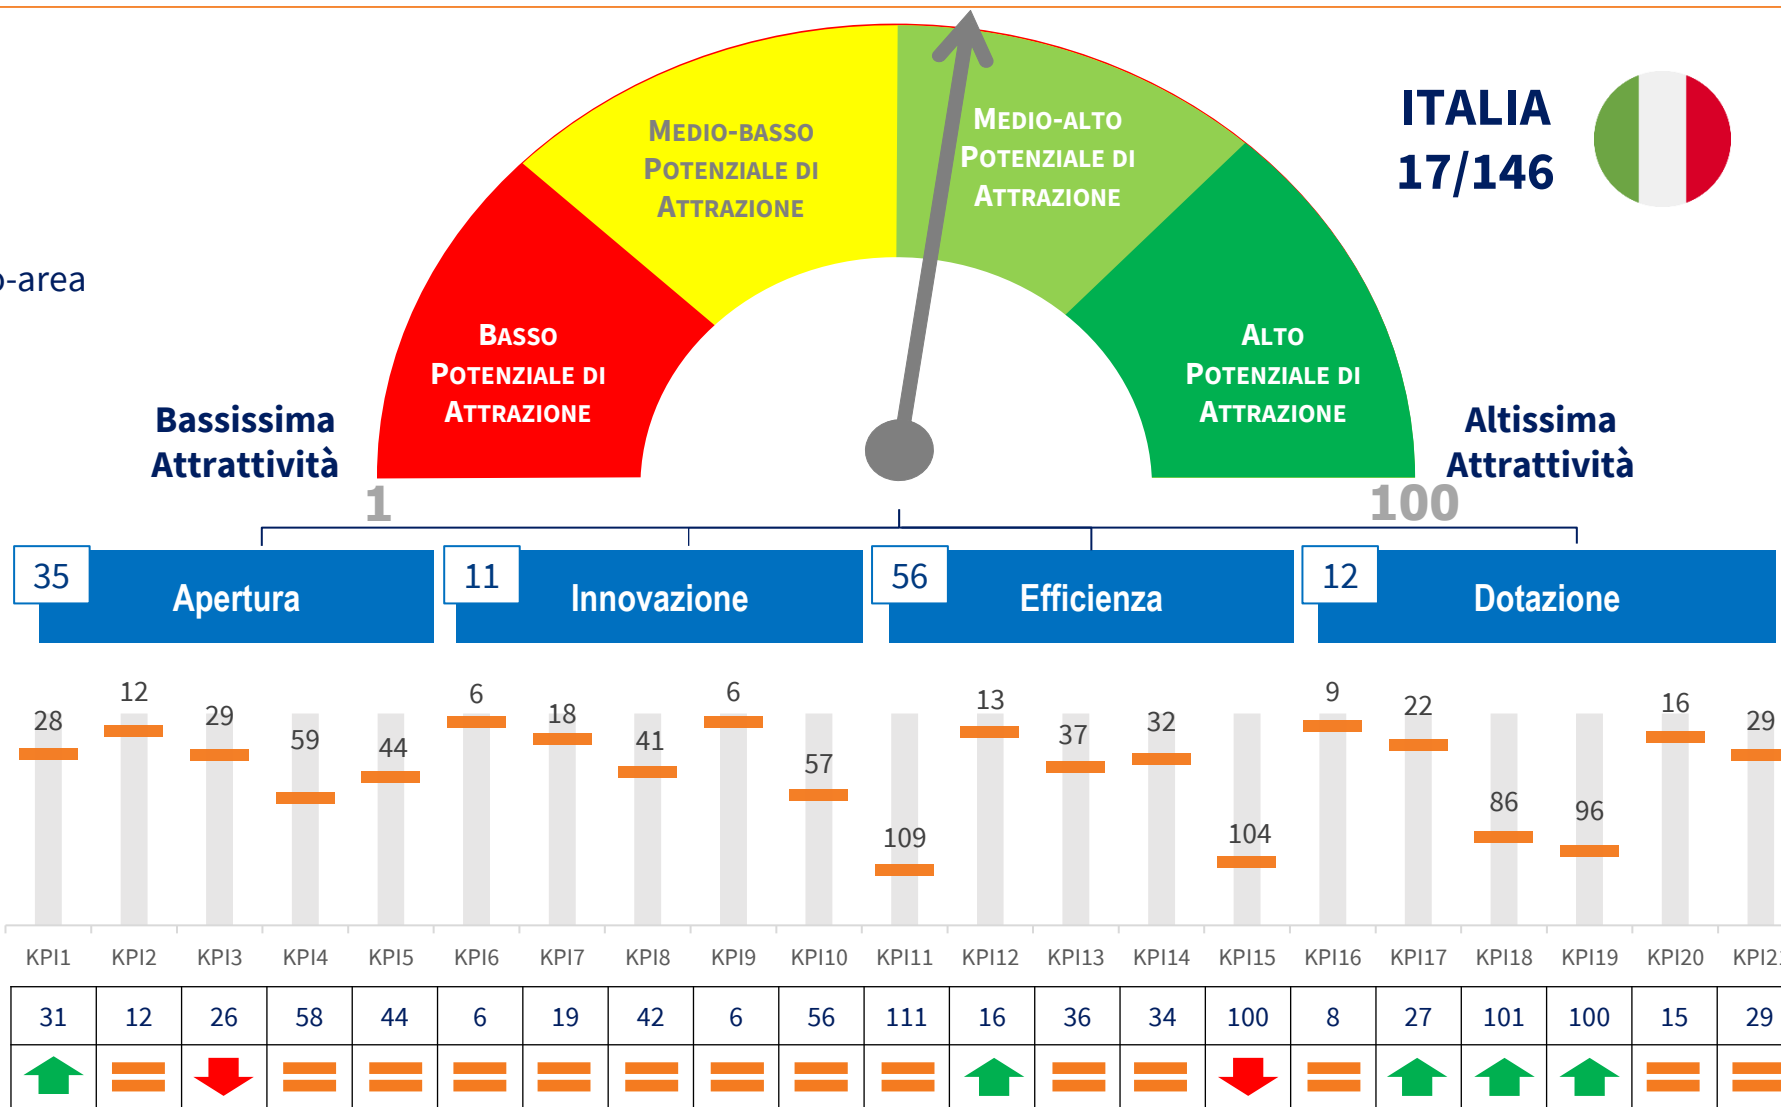 ITALIA
17/146
MEDIO-BASSO
POTENZIALE DI
ATTRAZIONE
MEDIO-ALTO
POTENZIALE DI
ATTRAZIONE
o-area
BASSO
POTENZIALE DI
ATTRAZIONE
ALTO
POTENZIALE DI
ATTRAZIONE
Bassissima
Attrattività
Altissima
Attrattività
1
100
35 Apertura
11 Innovazione
56 Efficienza
12 Dotazione
28 12 29 59 44 6 18 41 6 57 109 13 37 32 104 9 22 86 96 16 29
KPI1 KPI2 KPI3 KPI4 KPI5 KPI6 KPI7 KPI8 KPI9 KPI10 KPI11 KPI12 KPI13 KPI14 KPI15 KPI16 KPI17 KPI18 KPI19 KPI20 KPI21
31 12 26 58 44 6 19 42 6 56 111 16 36 34 100 8 27 101 100 15 29